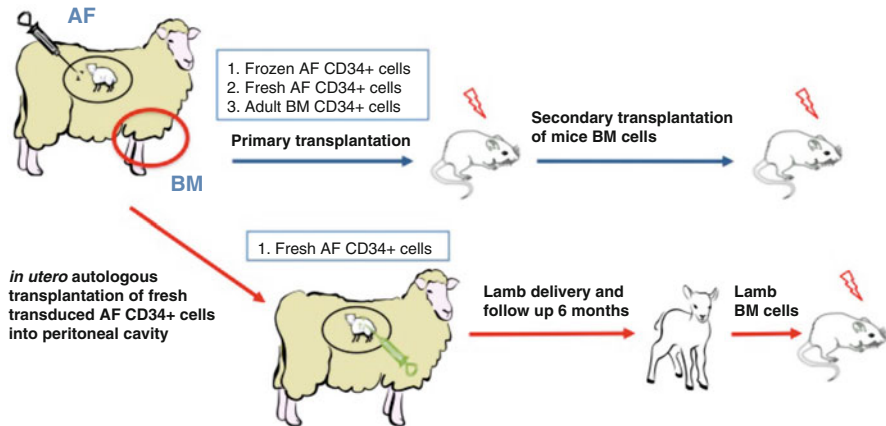 AF
1. Frozen AF CD34+ cells
2. Fresh AF CD34+ cells
3. Adult BM CD34+ cells
Primary transplantation
Secondary transplantation
of mice BM cells
BM
1. Fresh AF CD34+ cells
in utero autologous
transplantation of fresh
transduced AF CD34+ cells
into peritoneal cavity
Lamb delivery and
follow up 6 months
Lamb
BM cells